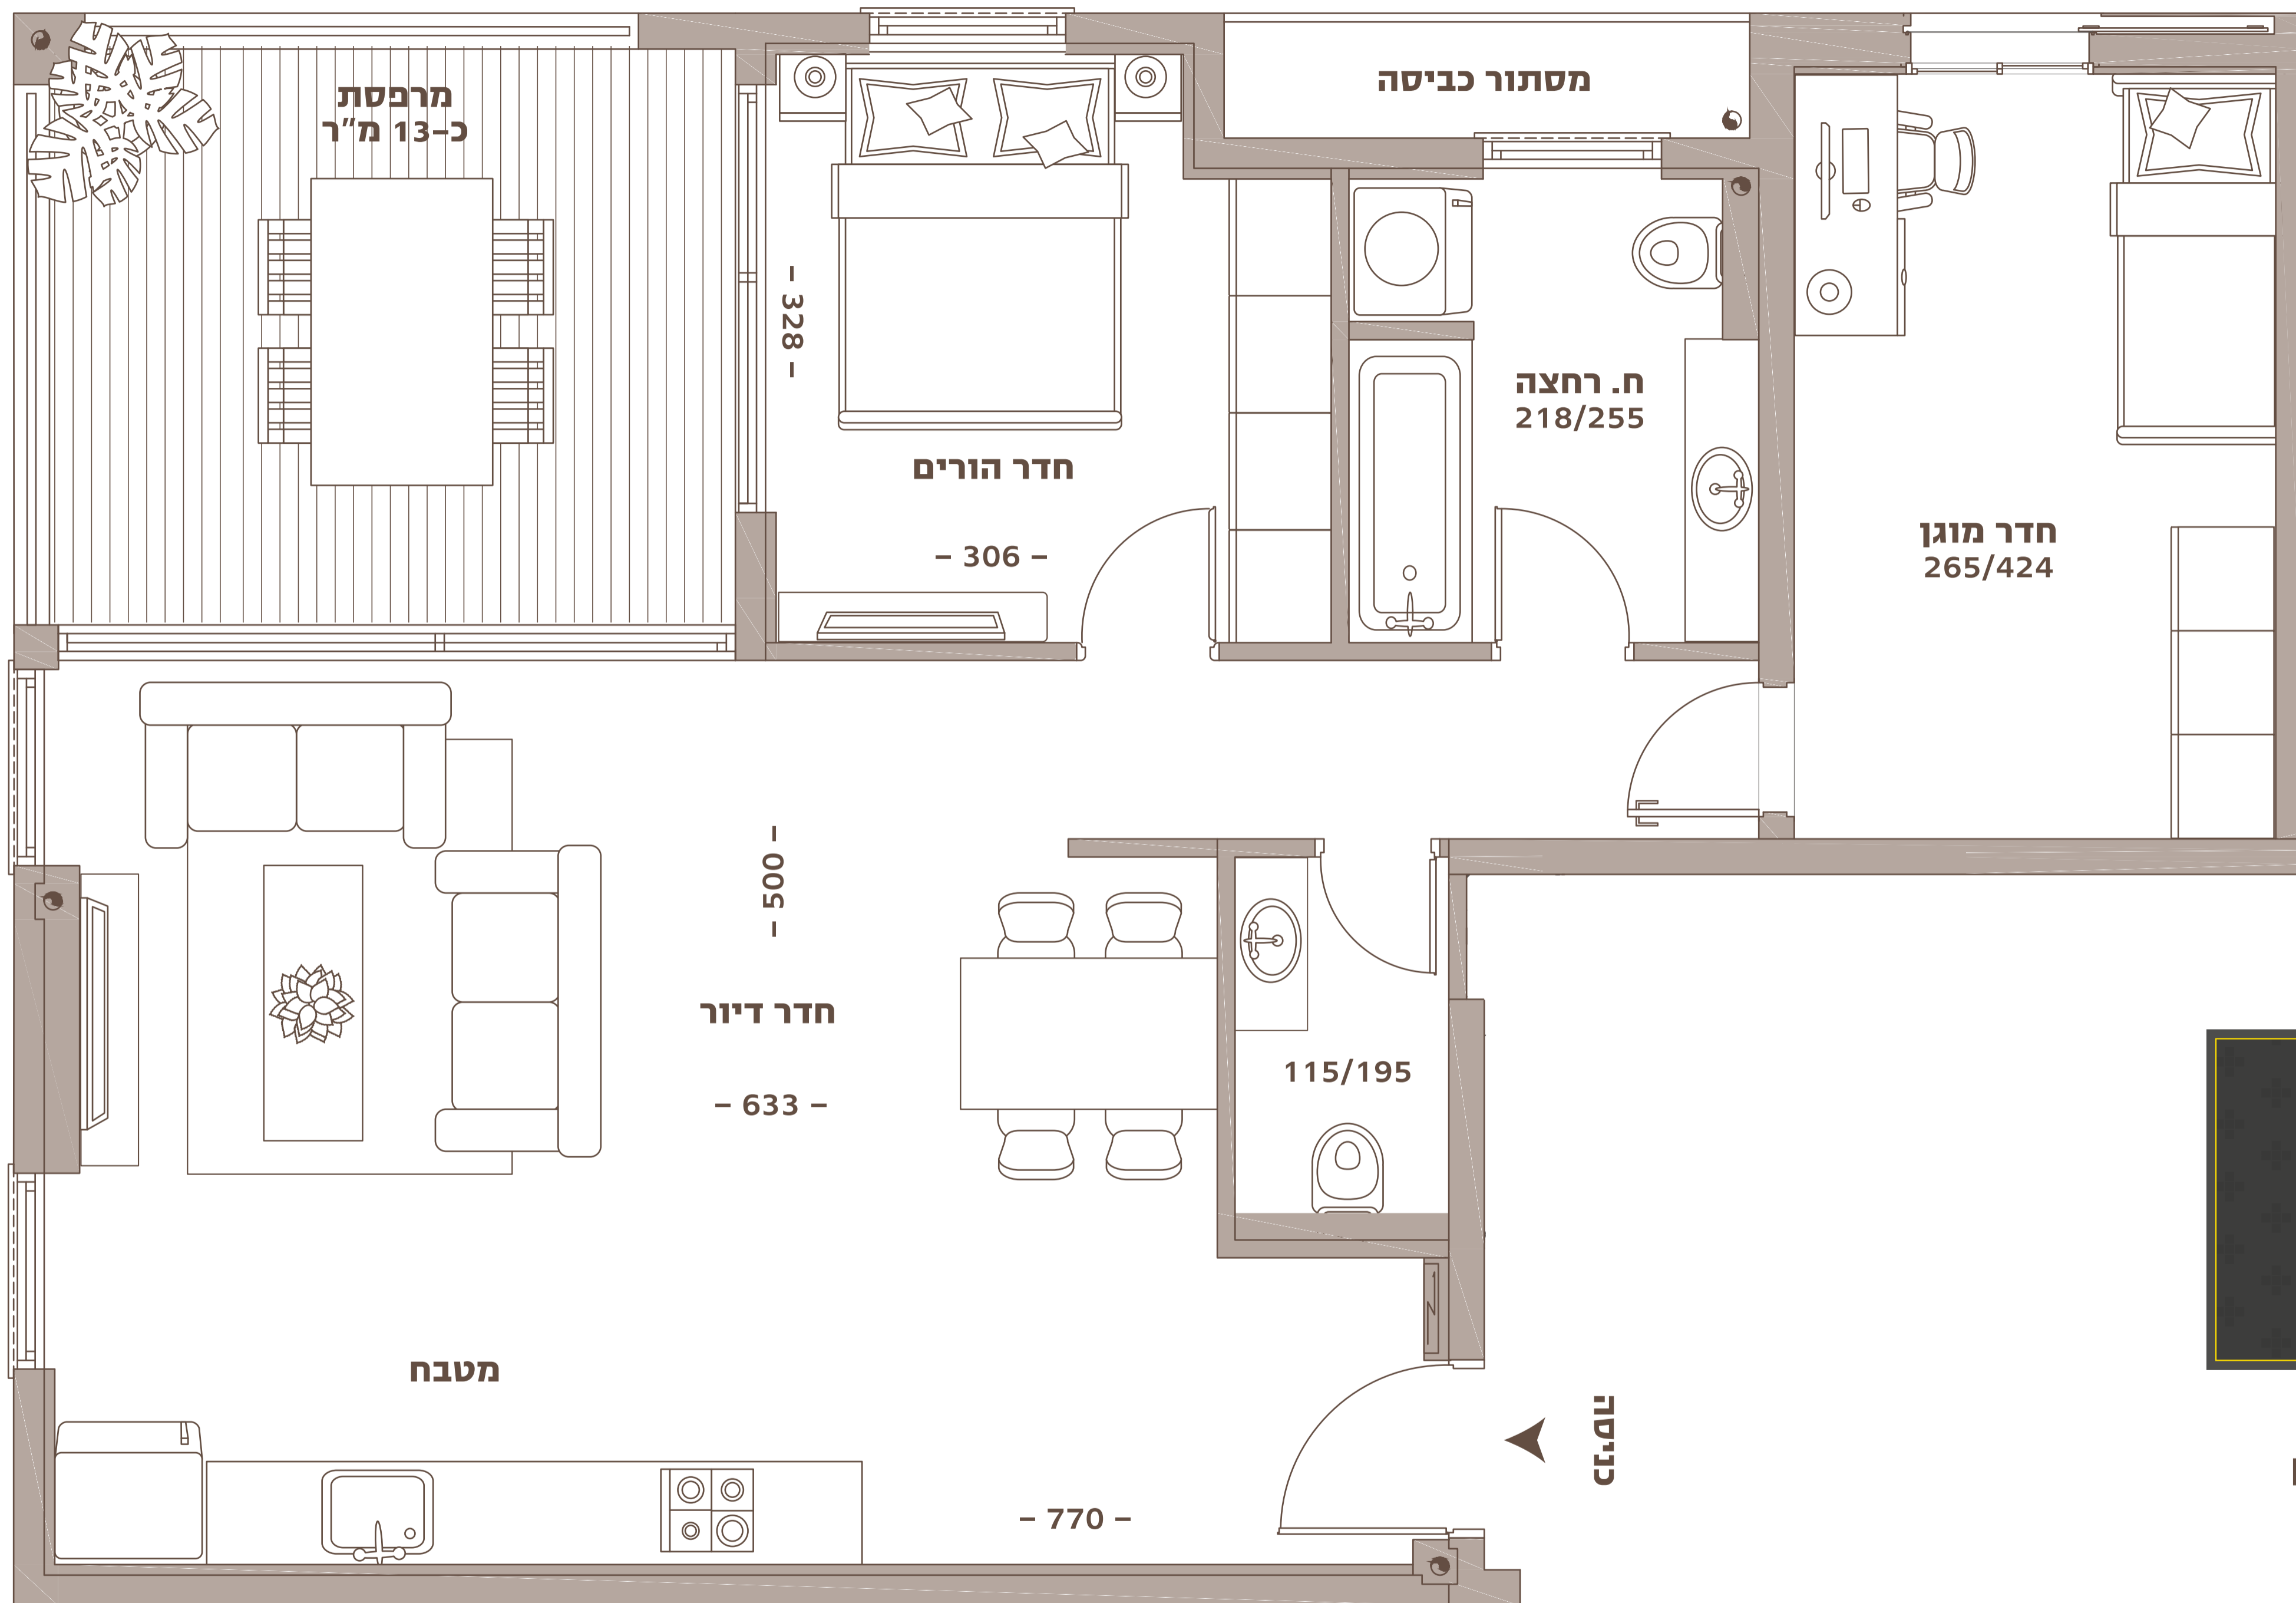 מסתור כביסה
מרפסת
כ-13 מ"ר
– 328 –
ח. רחצה
218/255
חדר הורים
– 306 –
חדר מוגן
265/424
– 500 –
חדר דיור
– 633 –
115/195
מטבח
כניסה
– 770 –